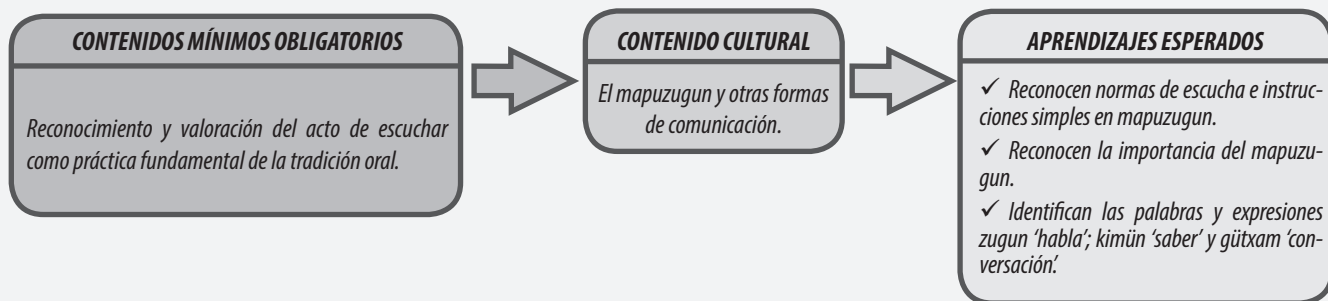 CONTENIDOS MÍNIMOS OBLIGATORIOS
Reconocimiento y valoración del acto de escuchar
como práctica fundamental de la tradición oral.
CONTENIDO CULTURAL
El mapuzugun y otras formas
de comunicación.
APRENDIZAJES ESPERADOS
✓ Reconocen normas de escucha e instruc-
ciones simples en mapuzugun.
✓ Reconocen la importancia del mapuzu-
gun.
✓ Identifican las palabras y expresiones
zugun ‘habla’; kimün ‘saber’ y gütxam ‘con-
versación’.